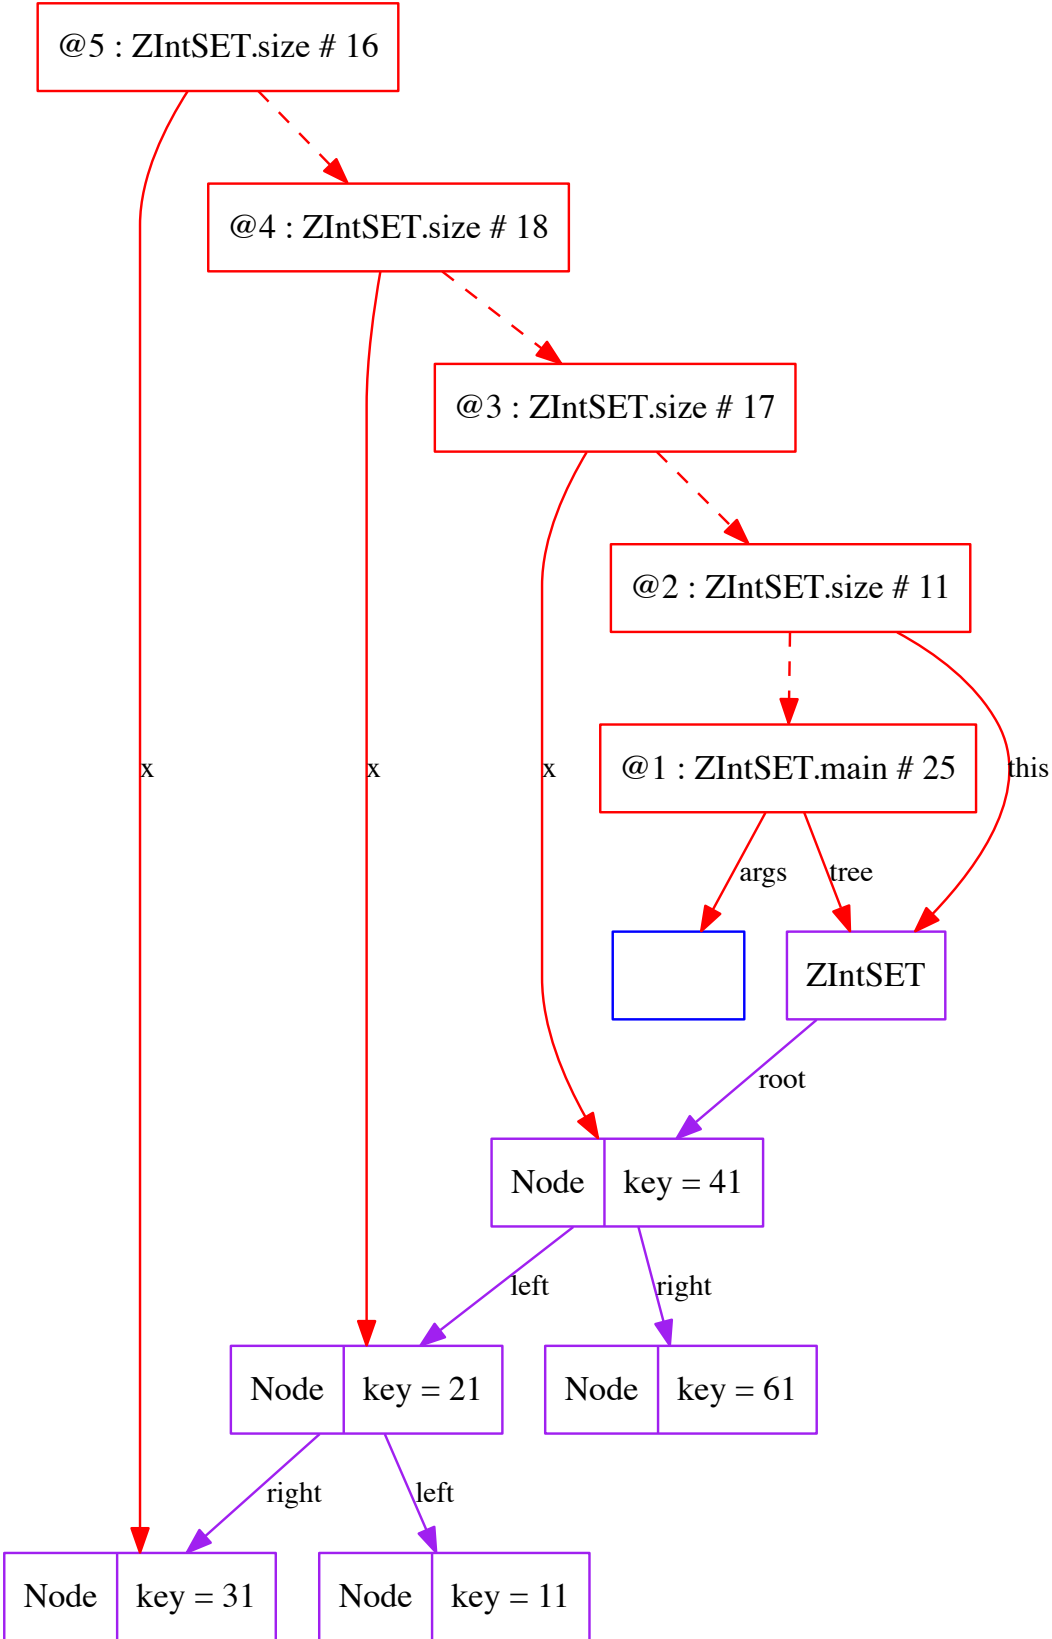 @5 : ZIntSET.size # 16
@4 : ZIntSET.size # 18
@3 : ZIntSET.size # 17
@2 : ZIntSET.size # 11
x
x
x
@1 : ZIntSET.main # 25
this
args
tree
ZIntSET
root
Node
key = 41
left
right
Node
key = 21
Node
key = 61
right
left
Node
key = 31
Node
key = 11